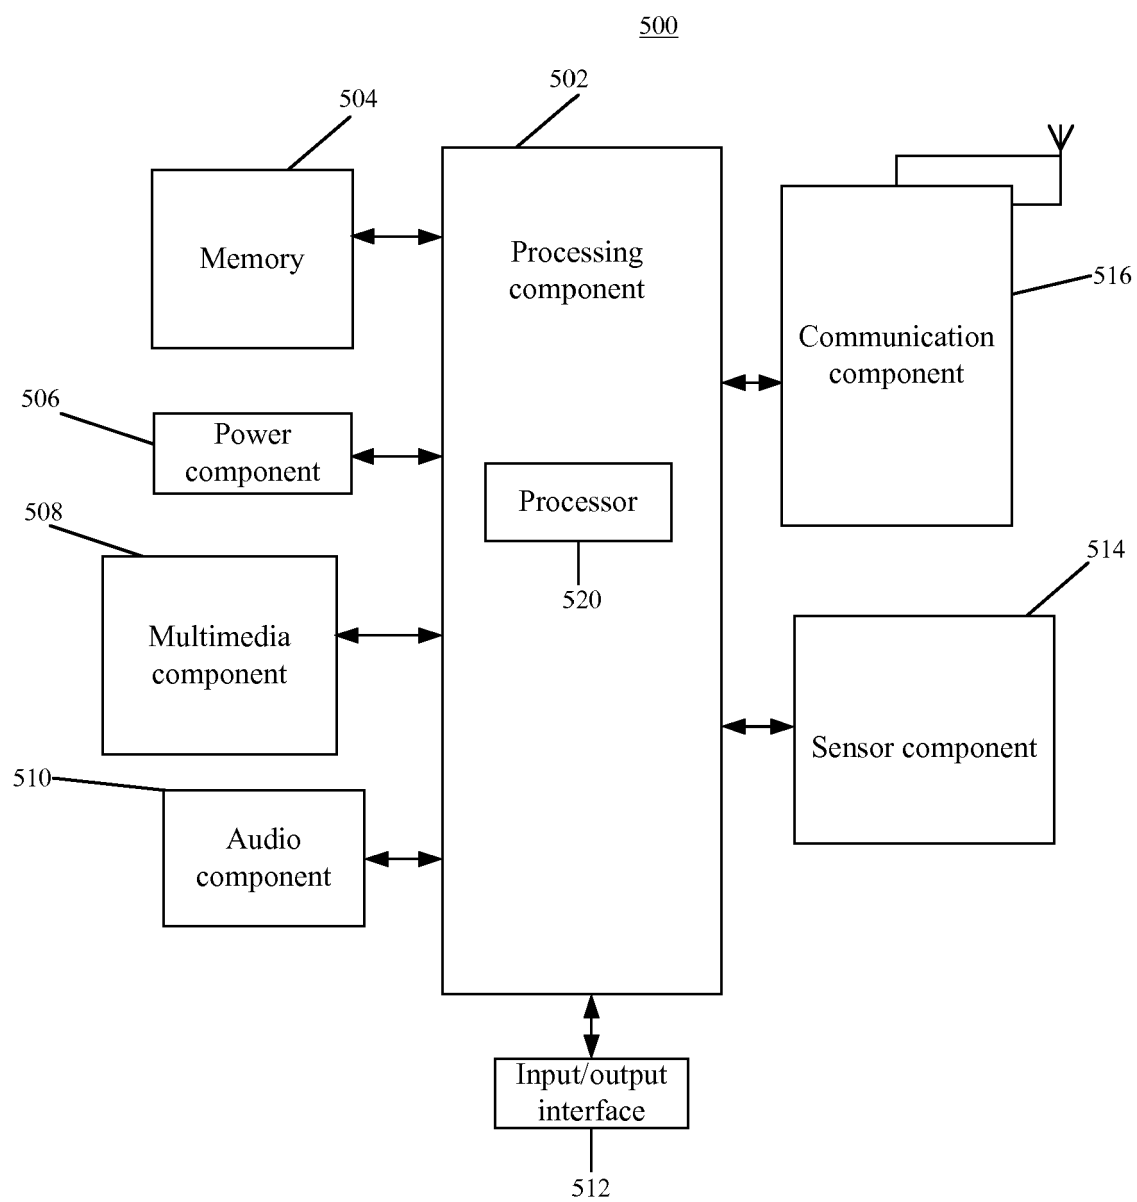 500
502
504
Memory
Processing
component
516
Communication
component
506
Power
component
Processor
520
508
Multimedia
component
514
Sensor component
510
Audio
component
Input/output
interface
512